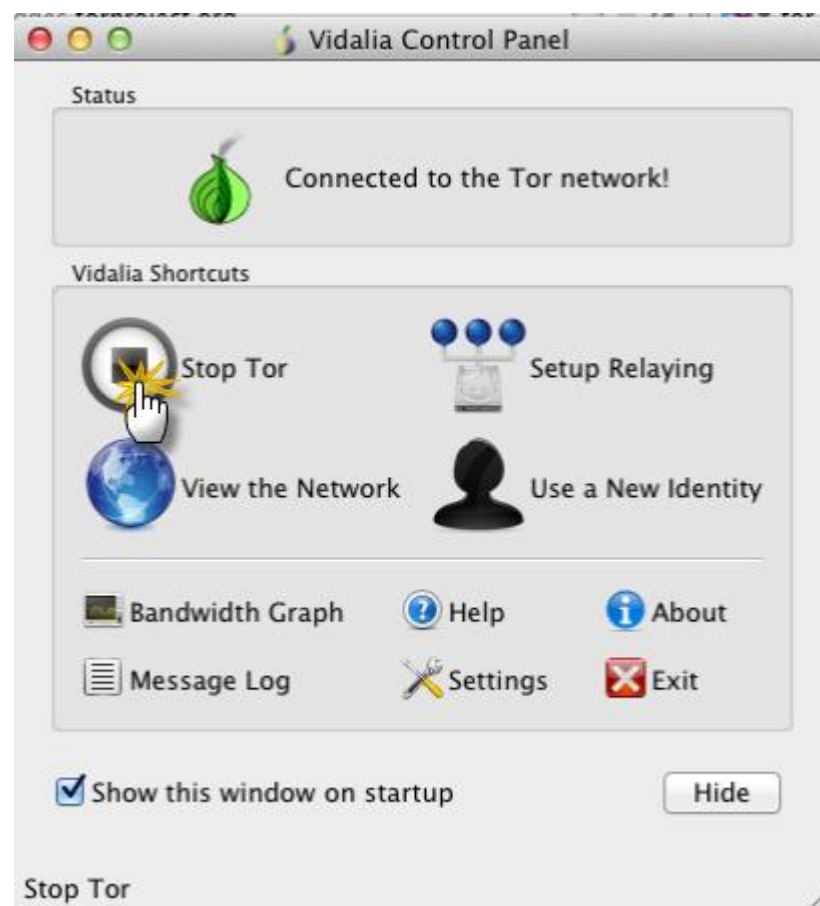 Vidalia Control Panel
Status
Connected to the Tor network!
Vidalia Shortcuts
Stop Tor
Setup Relaying
View the Network
Use a New Identity
Bandwidth Graph
Help
About
Message Log
Settings
Exit
Show this window on startup
Hide
Stop Tor